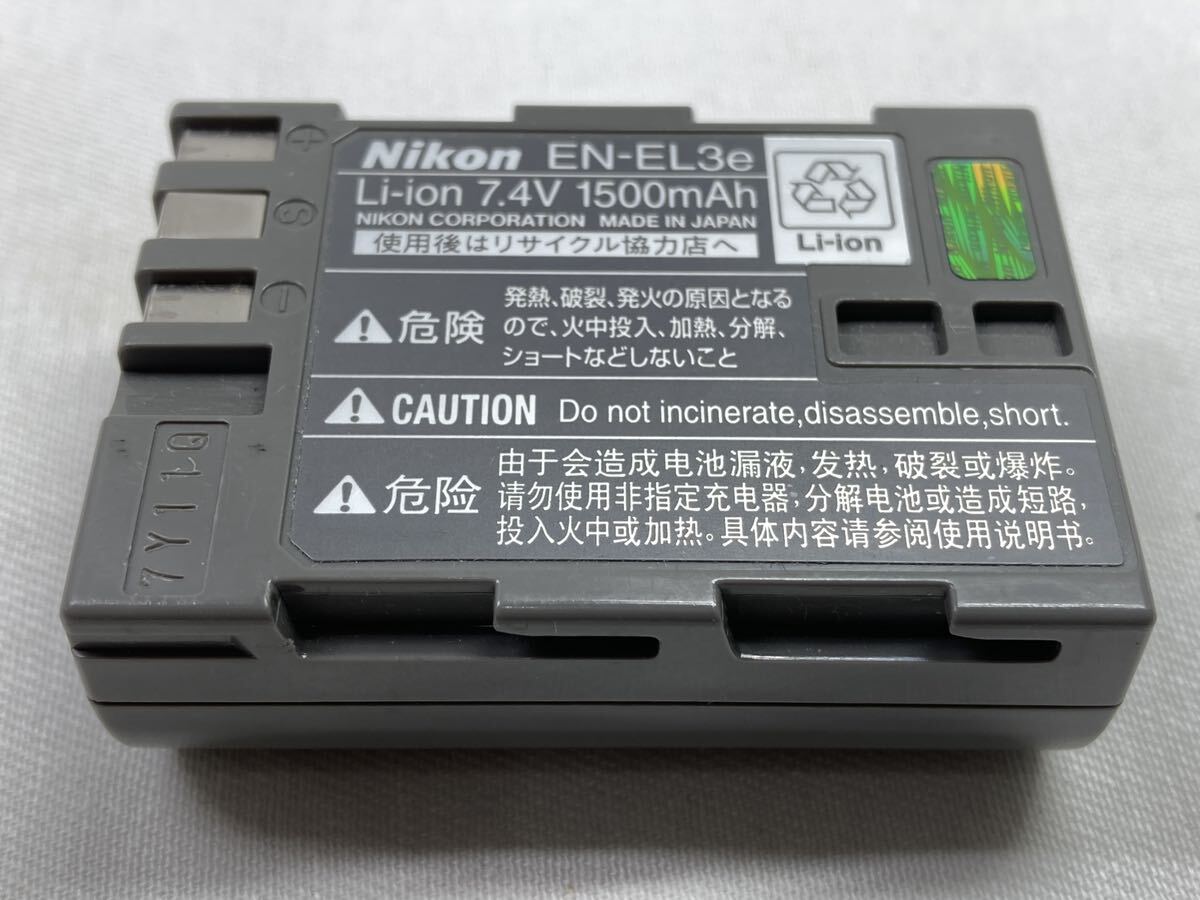 Nikon EN-EL3e
Li-ion 7.4V 1500mAh
NIKON CORPORATION MADE IN JAPAN
使用後はリサイクル協力店へ
Li-ion
+
S
-
⚠危険
発熱、破裂、発火の原因となる
ので、火中投入、加熱、分解、
ショートなどしないこと
⚠CAUTION Do not incinerate,disassemble,short.
⚠危险
由于会造成电池漏液，发热，破裂或爆炸。
请勿使用非指定充电器；分解电池或造成短路，
投入火中或加热。具体内容请参阅使用说明书。
7Y11Q